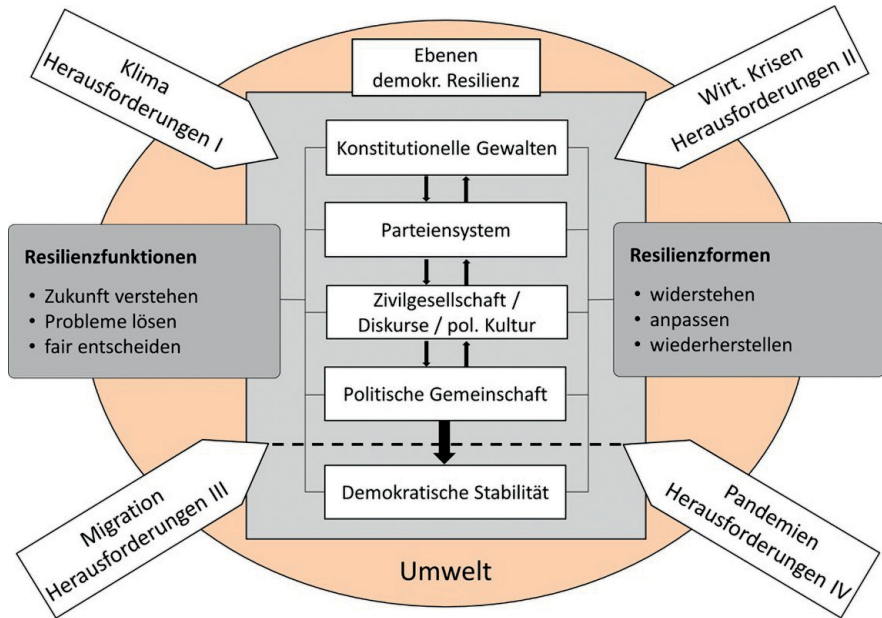 Klima
Herausforderungen I
Ebenen
demokr. Resilienz
Wirt. Krisen
Herausforderungen II
Konstitutionelle Gewalten
Parteiensystem
Zivilgesellschaft /
Diskurse / pol. Kultur
Politische Gemeinschaft
Demokratische Stabilität
Resilienzfunktionen
• Zukunft verstehen
• Probleme lösen
• fair entscheiden
Resilienzformen
• widerstehen
• anpassen
• wiederherstellen
Migration
Herausforderungen III
Pandemien
Herausforderungen IV
Umwelt